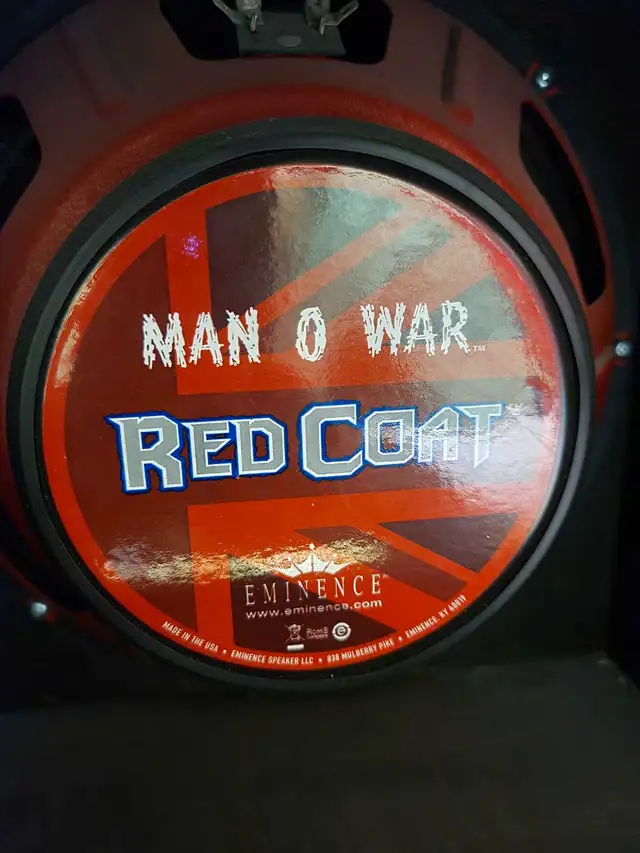 MAN O WAR™
RED COAT
EMINENCE
www.eminence.com
RoHS
MADE IN THE USA • EMINENCE SPEAKER LLC • 838 MULBERRY PIKE • EMINENCE, KY 40019